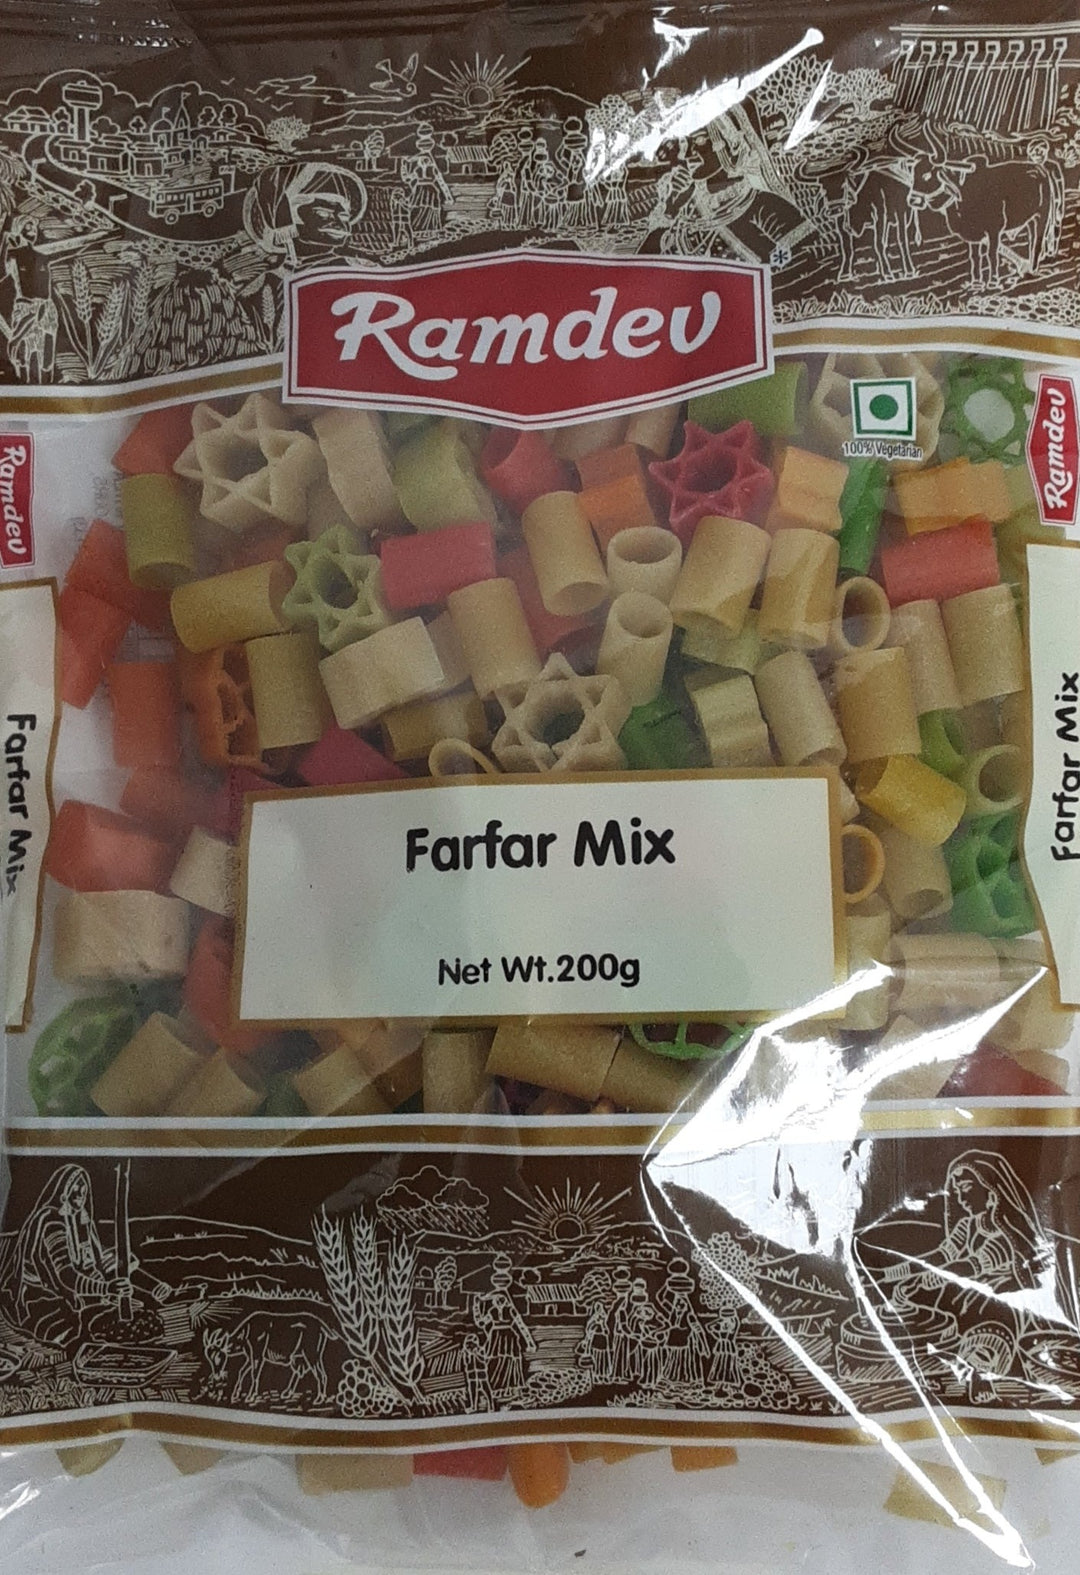 Ramdev
*
100% Vegetarian
Ramdev
Ramdev
Farfar Mix
Net Wt.200g
Farfar Mix
Farfar Mix